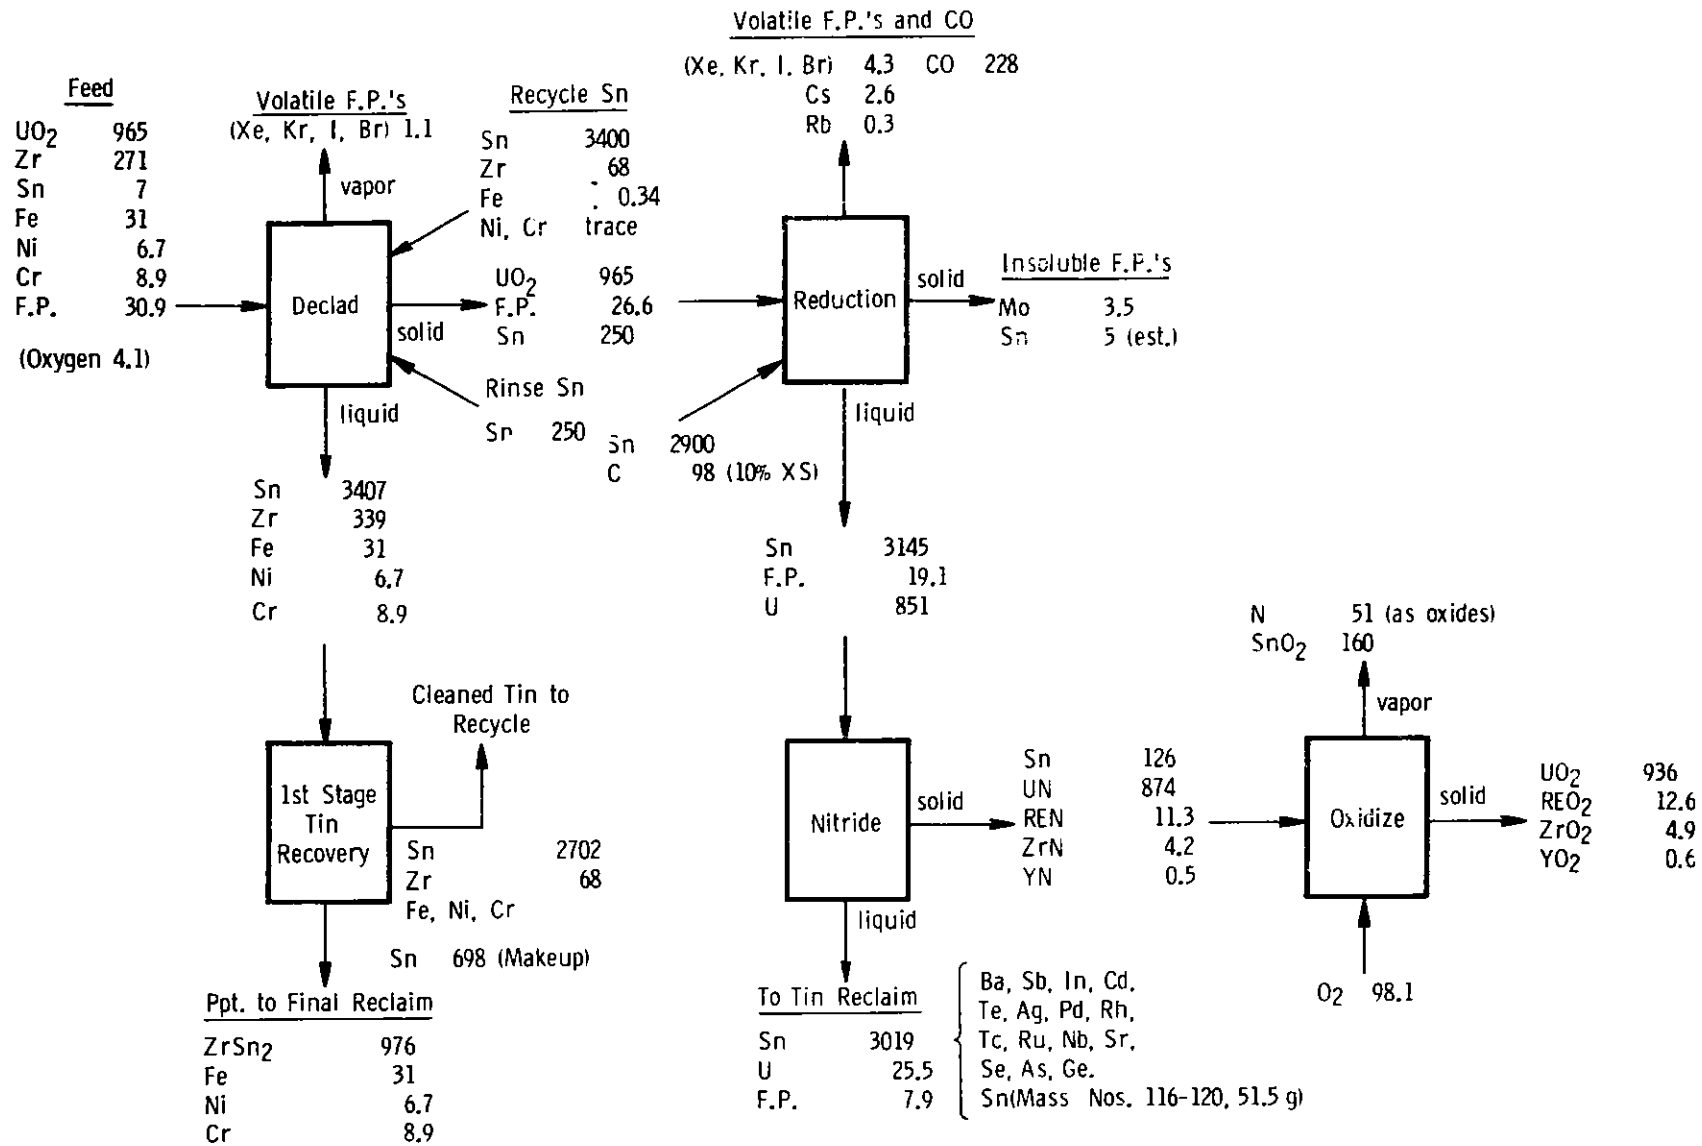 Volatile F.P.'s and CO
(Xe, Kr, I, Br) 4.3 CO 228
Cs 2.6
Rb 0.3
Feed
UO2 965
Zr 271
Sn 7
Fe 31
Ni 6.7
Cr 8.9
F.P. 30.9
(Oxygen 4.1)
Volatile F.P.'s
(Xe, Kr, I, Br) 1.1
vapor
Recycle Sn
Sn 3400
Zr 68
Fe 0.34
Ni, Cr trace
Declad
solid
UO2 965
F.P. 26.6
Sn 250
Rinse Sn
Sn 250
liquid
Reduction
solid
Insoluble F.P.'s
Mo 3.5
Sn 5 (est.)
Sn 2900
C 98 (10% XS)
liquid
Sn 3407
Zr 339
Fe 31
Ni 6.7
Cr 8.9
Sn 3145
F.P. 19.1
U 851
1st Stage
Tin
Recovery
Cleaned Tin to
Recycle
Sn 2702
Zr 68
Fe, Ni, Cr
Sn 698 (Makeup)
Ppt. to Final Reclaim
ZrSn2 976
Fe 31
Ni 6.7
Cr 8.9
Nitride
solid
Sn 126
UN 874
REN 11.3
ZrN 4.2
YN 0.5
liquid
To Tin Reclaim
Sn 3019
U 25.5
F.P. 7.9
Ba, Sb, In, Cd,
Te, Ag, Pd, Rh,
Tc, Ru, Nb, Sr,
Se, As, Ge.
Sn(Mass Nos. 116-120, 51.5 g)
N 51 (as oxides)
SnO2 160
vapor
Oxidize
solid
UO2 936
REO2 12.6
ZrO2 4.9
YO2 0.6
O2 98.1